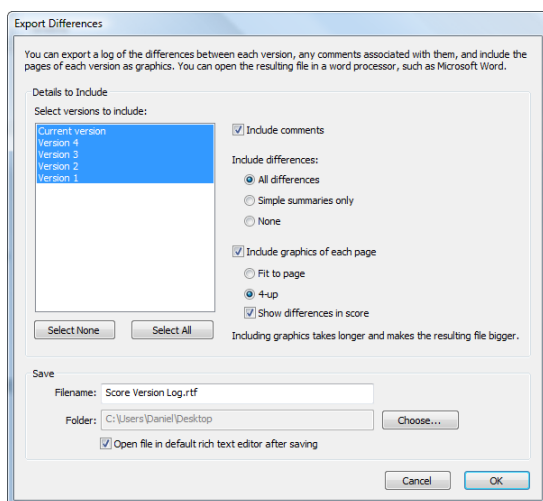 Export Differences
You can export a log of the differences between each version, any comments associated with them, and include the
pages of each version as graphics. You can open the resulting file in a word processor, such as Microsoft Word.
Details to Include
Select versions to include:
Current version
Version 4
Version 3
Version 2
Version 1
Select None
Select All
Include comments
Include differences:
All differences
Simple summaries only
None
Include graphics of each page
Fit to page
4-up
Show differences in score
Including graphics takes longer and makes the resulting file bigger.
Save
Filename: Score Version Log.rtf
Folder: C:\Users\Daniel\Desktop
Choose...
Open file in default rich text editor after saving
Cancel
OK